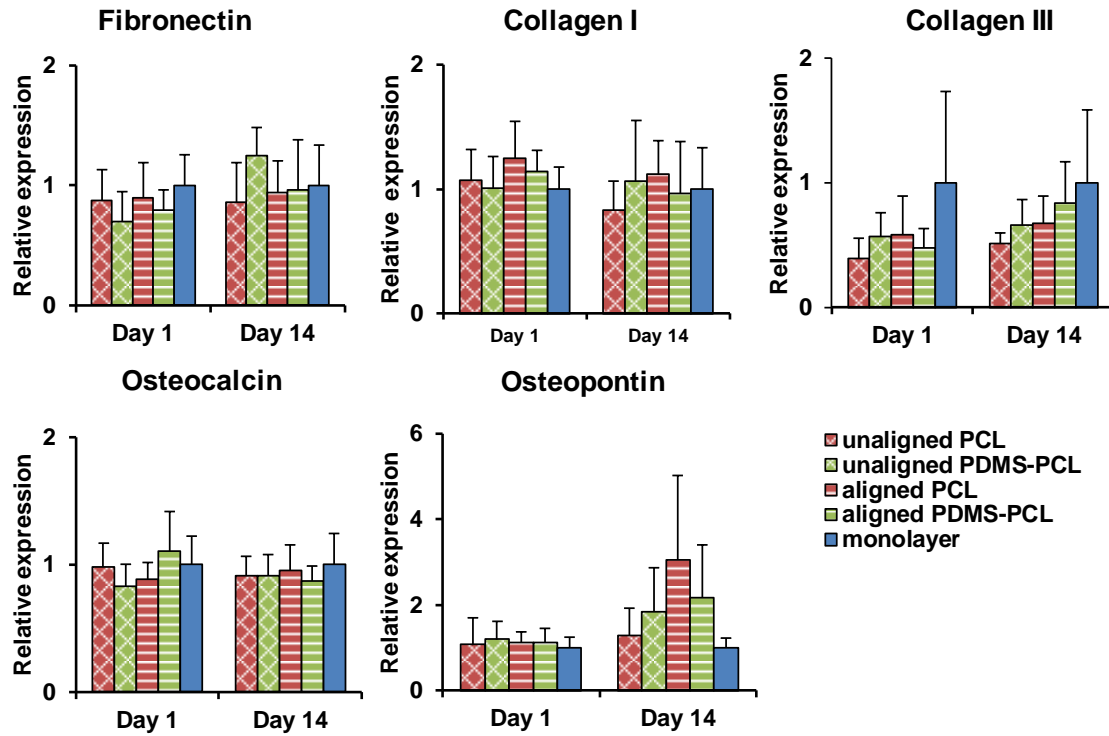 Fibronectin
2
1
0
Relative expression
Day 1
Day 14
Collagen I
2
1
0
Relative expression
Day 1
Day 14
Collagen III
2
1
0
Relative expression
Day 1
Day 14
Osteocalcin
2
1
0
Relative expression
Day 1
Day 14
Osteopontin
6
4
2
0
Relative expression
Day 1
Day 14
unaligned PCL
unaligned PDMS-PCL
aligned PCL
aligned PDMS-PCL
monolayer